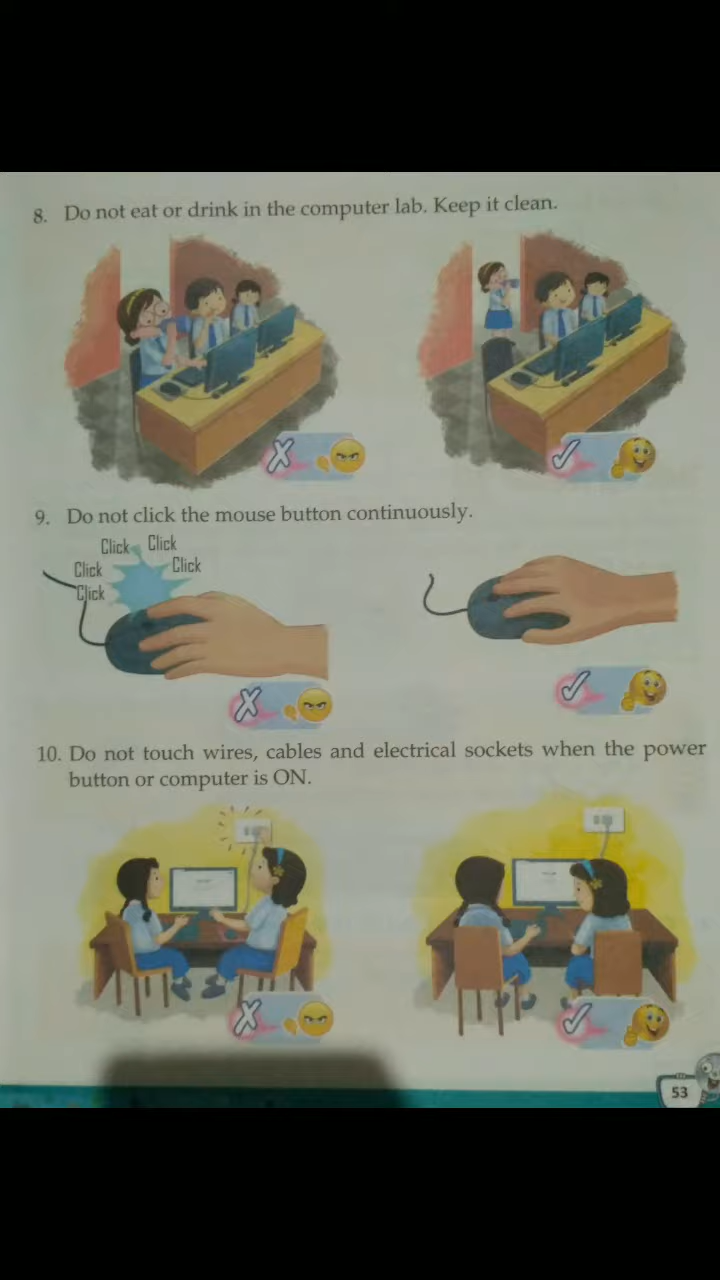 8. Do not eat or drink in the computer lab. Keep it clean.
9. Do not click the mouse button continuously.
Click Click
Click Click
Click
10. Do not touch wires, cables and electrical sockets when the power
button or computer is ON.
53